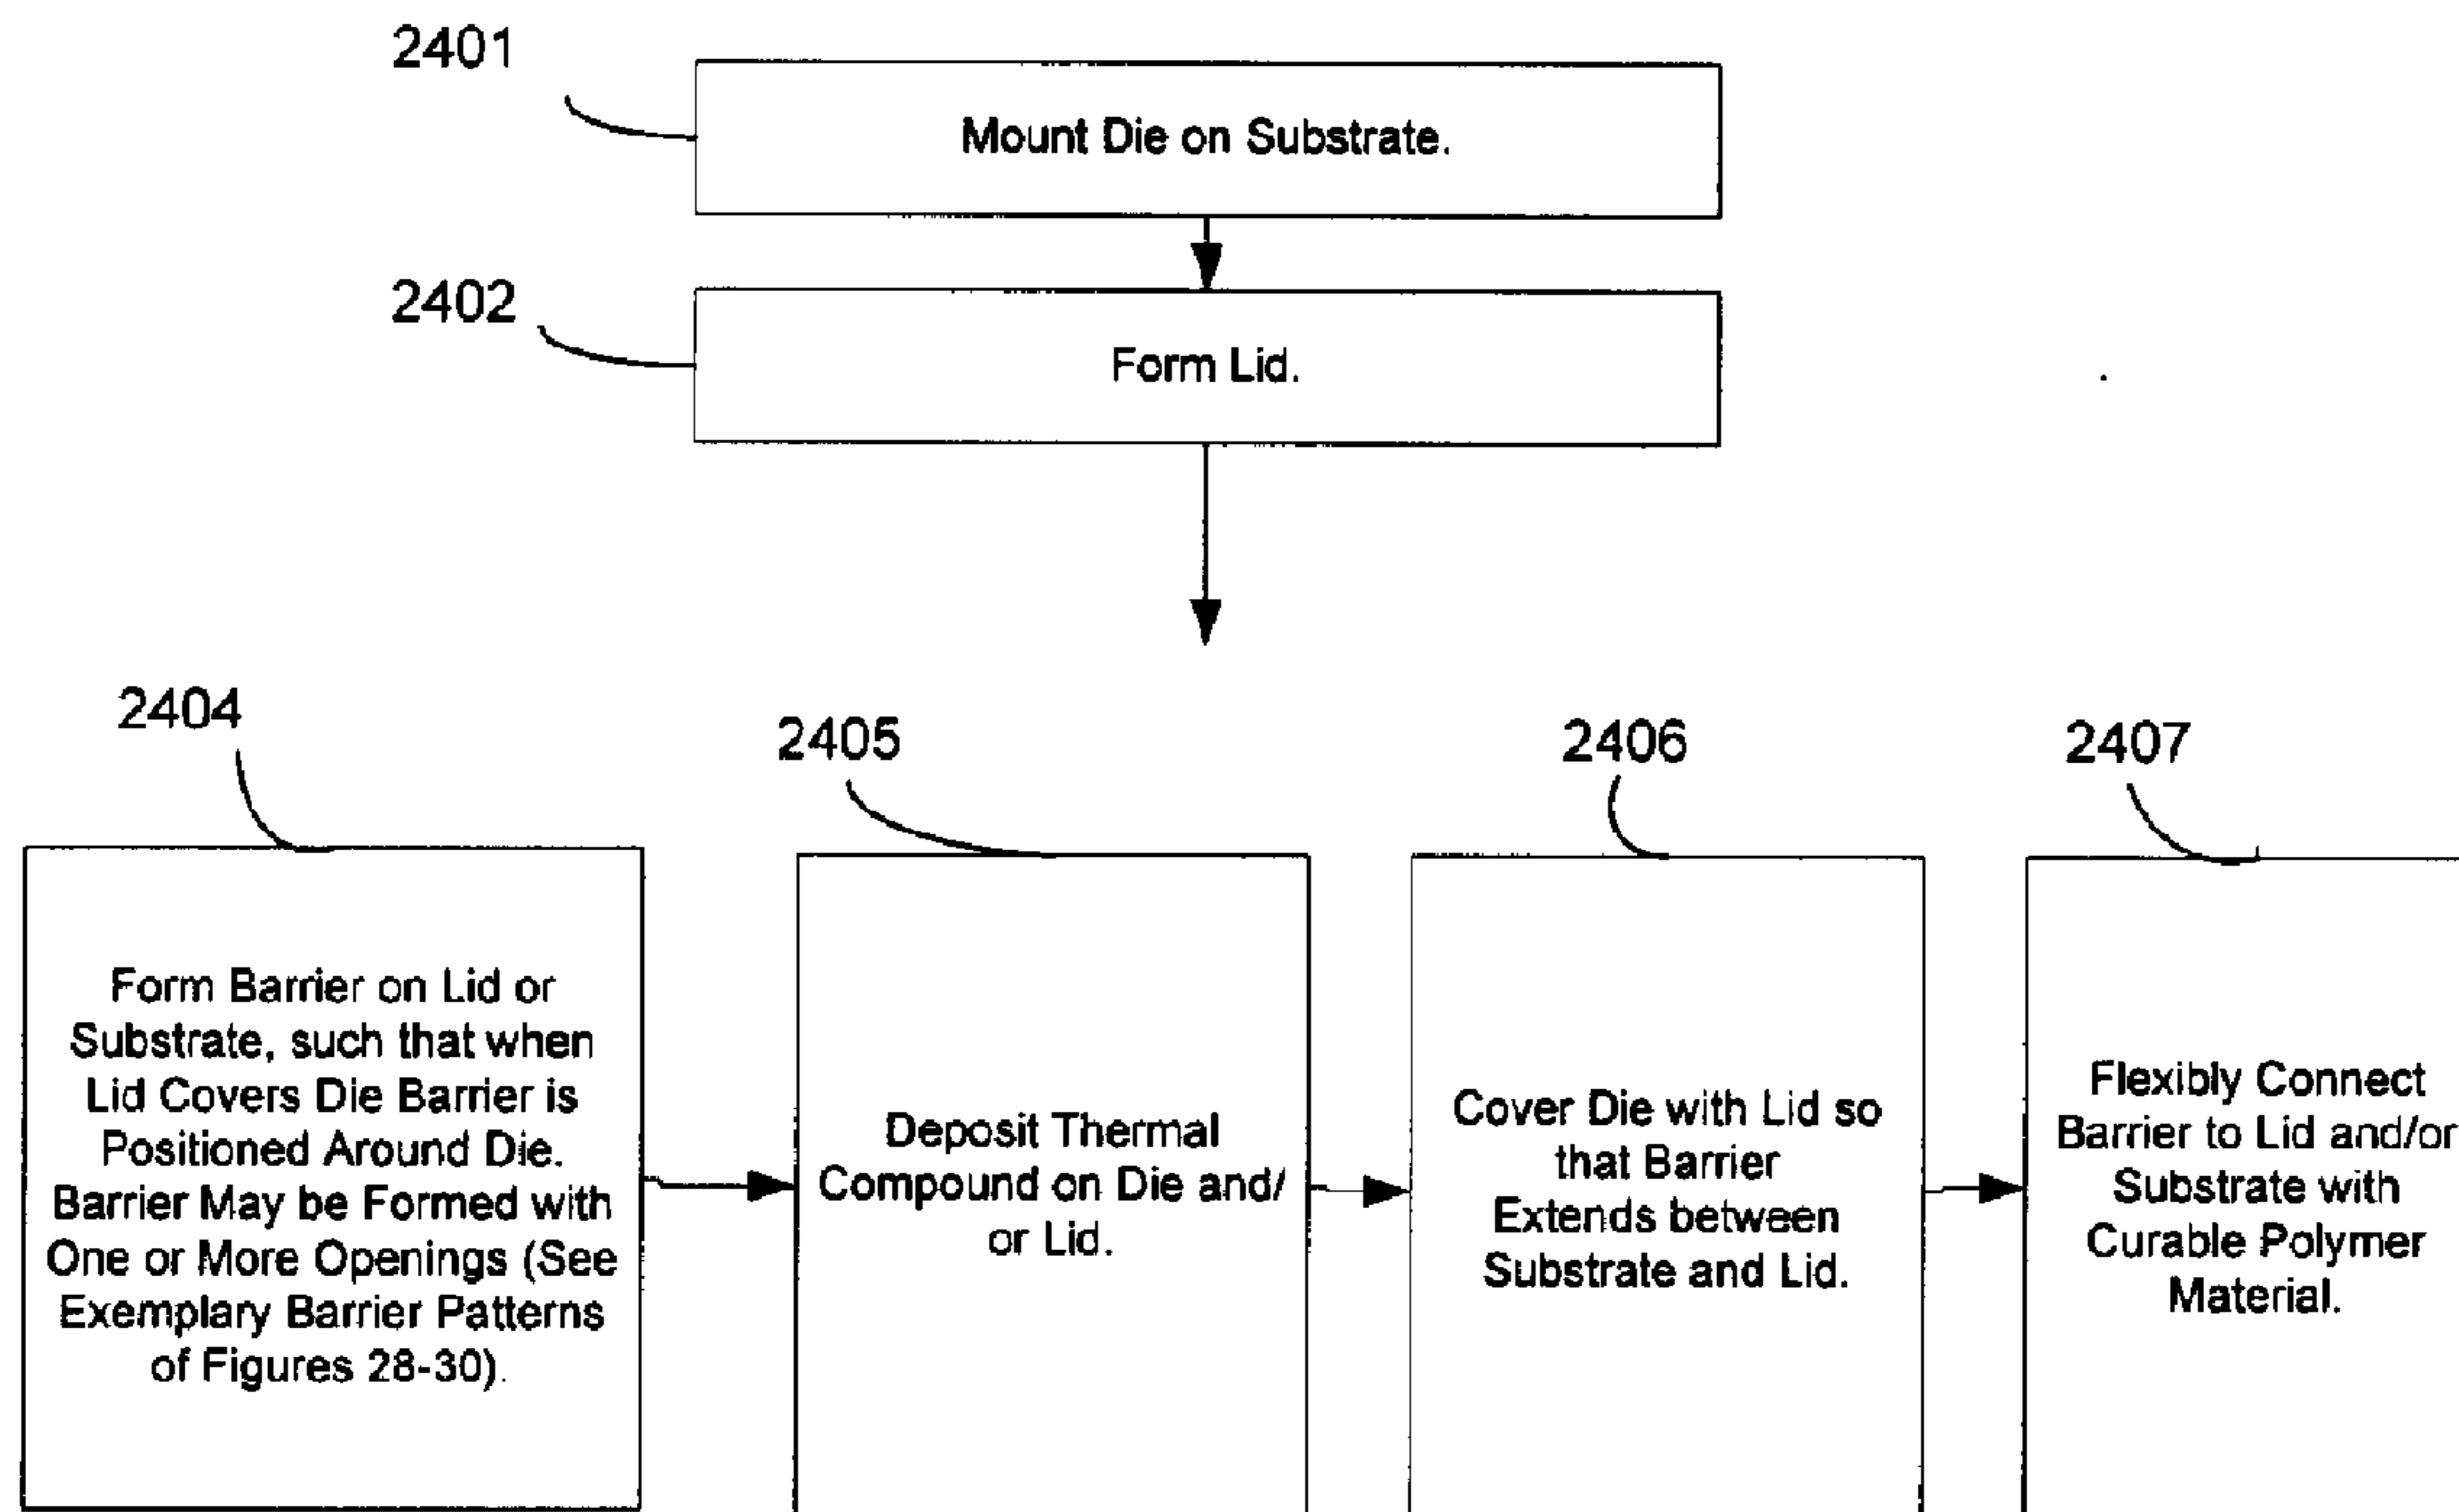 2401
Mount Die on Substrate.
2402
Form Lid.
2404
2405
2406
2407
Form Barrier on Lid or
Substrate, such that when
Lid Covers Die Barrier is
Positioned Around Die.
Barrier May be Formed with
One or More Openings (See
Exemplary Barrier Patterns
of Figures 28-30).
Deposit Thermal
Compound on Die and/
or Lid.
Cover Die with Lid so
that Barrier
Extends between
Substrate and Lid.
Flexibly Connect
Barrier to Lid and/or
Substrate with
Curable Polymer
Material.